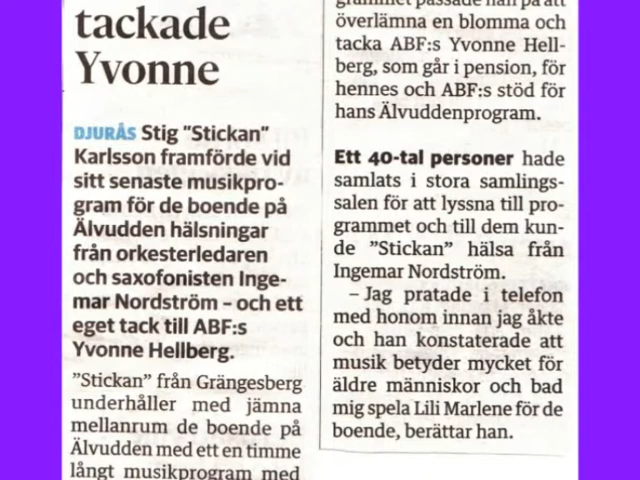 tackade
Yvonne
DJURÅS Stig "Stickan"
Karlsson framförde vid
sitt senaste musikpro-
gram för de boende på
Älvudden hälsningar
från orkesterledaren
och saxofonisten Inge-
mar Nordström – och ett
eget tack till ABF:s
Yvonne Hellberg.
"Stickan" från Grängesberg
underhåller med jämna
mellanrum de boende på
Älvudden med ett en timme
långt musikprogram med
grammet passade han på att
överlämna en blomma och
tacka ABF:s Yvonne Hell-
berg, som går i pension, för
hennes och ABF:s stöd för
hans Älvuddenprogram.
Ett 40-tal personer hade
samlats i stora samlings-
salen för att lyssna till pro-
grammet och till dem kun-
de "Stickan" hälsa från
Ingemar Nordström.
– Jag pratade i telefon
med honom innan jag åkte
och han konstaterade att
musik betyder mycket för
äldre människor och bad
mig spela Lili Marlene för de
boende, berättar han.